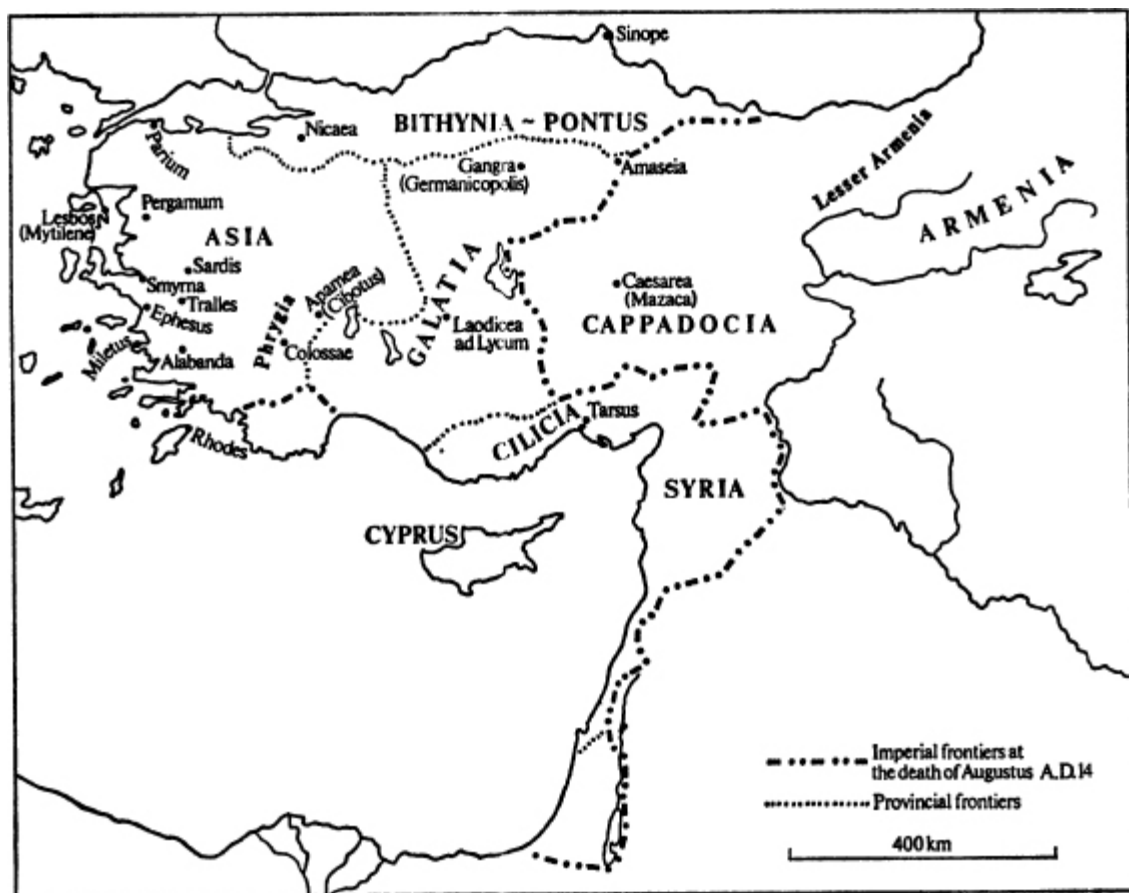 Sinope
BITHYNIA ~ PONTUS
Nicaea
Parium
Gangra
(Germanicopolis)
Amaseia
Lesser Armenia
ARMENIA
Pergamum
Lesbos
(Mytilene)
ASIA
Sardis
Smyrna
Tralles
Ephesus
Phrygia
Apamea
(Cibotus)
GALATIA
Caesarea
(Mazaca)
CAPPADOCIA
Laodicea
ad Lycum
Miletus
Alabanda
Colossae
Rhodes
CILICIA
Tarsus
SYRIA
CYPRUS
Imperial frontiers at
the death of Augustus A.D.14
Provincial frontiers
400 km